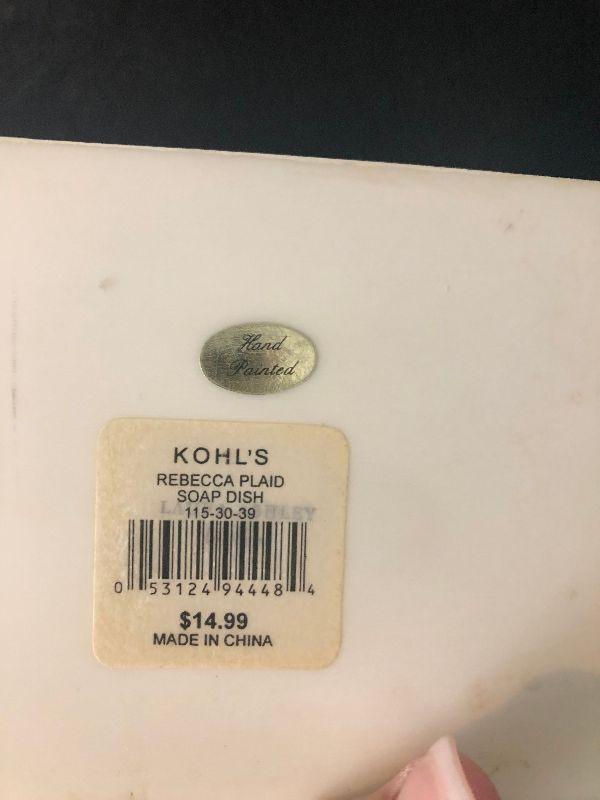 Hand
Painted
KOHL'S
REBECCA PLAID
SOAP DISH
115-30-39
0 53124 94448 4
$14.99
MADE IN CHINA